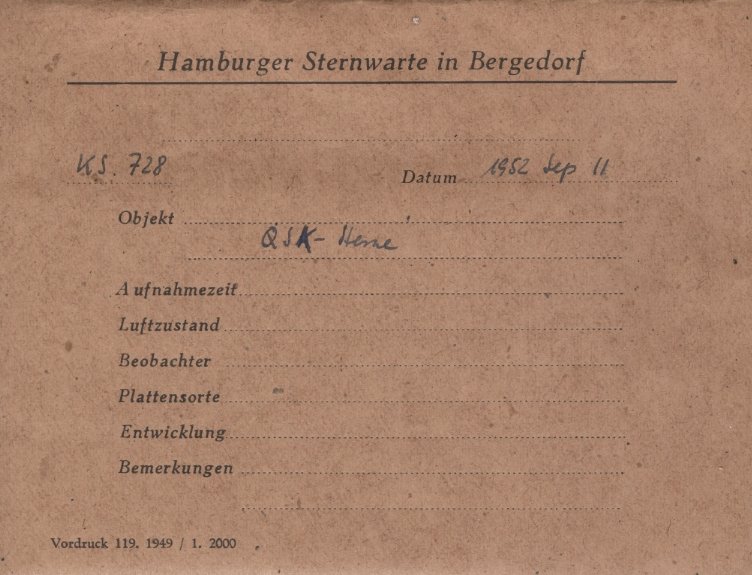 Hamburger Sternwarte in Bergedorf
KS. 728
Datum 1952 Sep 11
Objekt
QSK- Sterne
Aufnahmezeit
Luftzustand
Beobachter
Plattensorte
Entwicklung
Bemerkungen
Vordruck 119. 1949 / 1. 2000